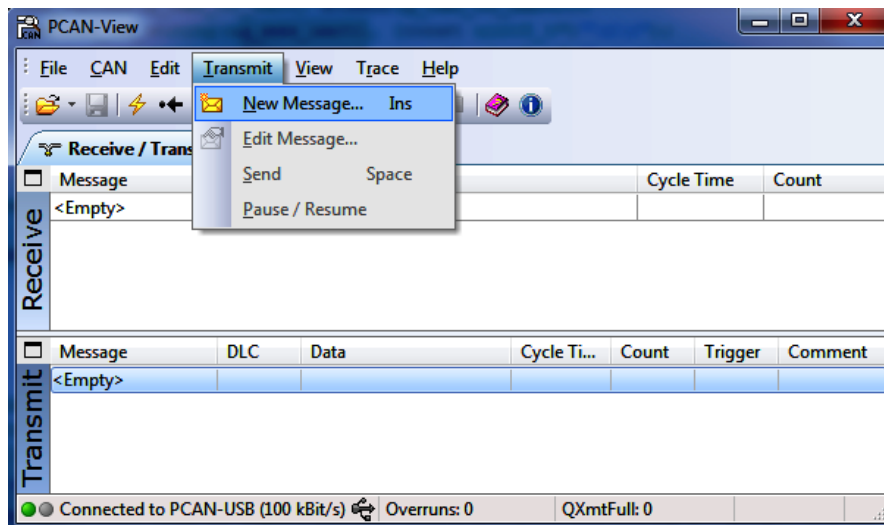 PCAN-View
File CAN Edit Transmit View Trace Help
New Message... Ins
Edit Message...
Send Space
Pause / Resume
Receive / Trans
Message Cycle Time Count
<Empty>
Receive
Message DLC Data Cycle Ti... Count Trigger Comment
<Empty>
Transmit
Connected to PCAN-USB (100 kBit/s) Overruns: 0 QXmtFull: 0